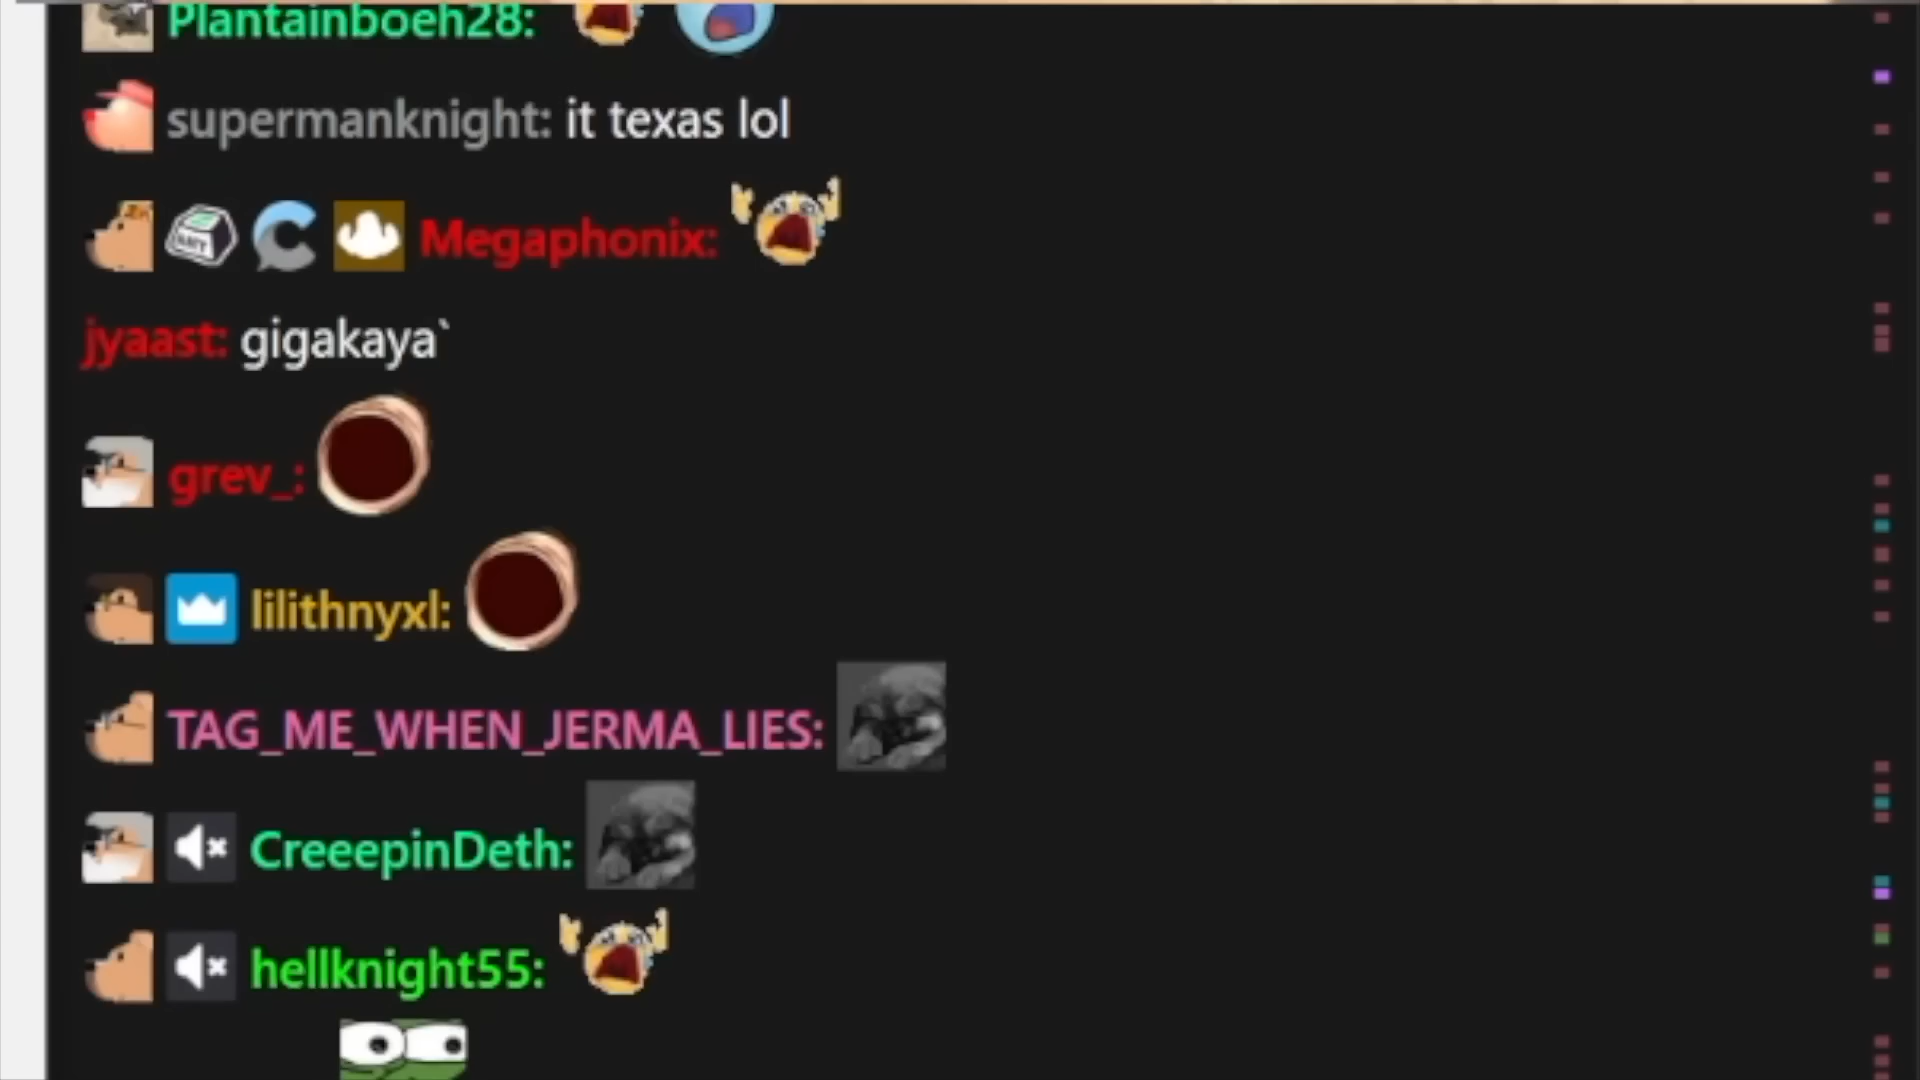 Plantainboeh28:
supermanknight: it texas lol
Megaphonix:
jyaast: gigakaya`
grev_:
lilithnyxl:
TAG_ME_WHEN_JERMA_LIES:
CreeepinDeth:
hellknight55: